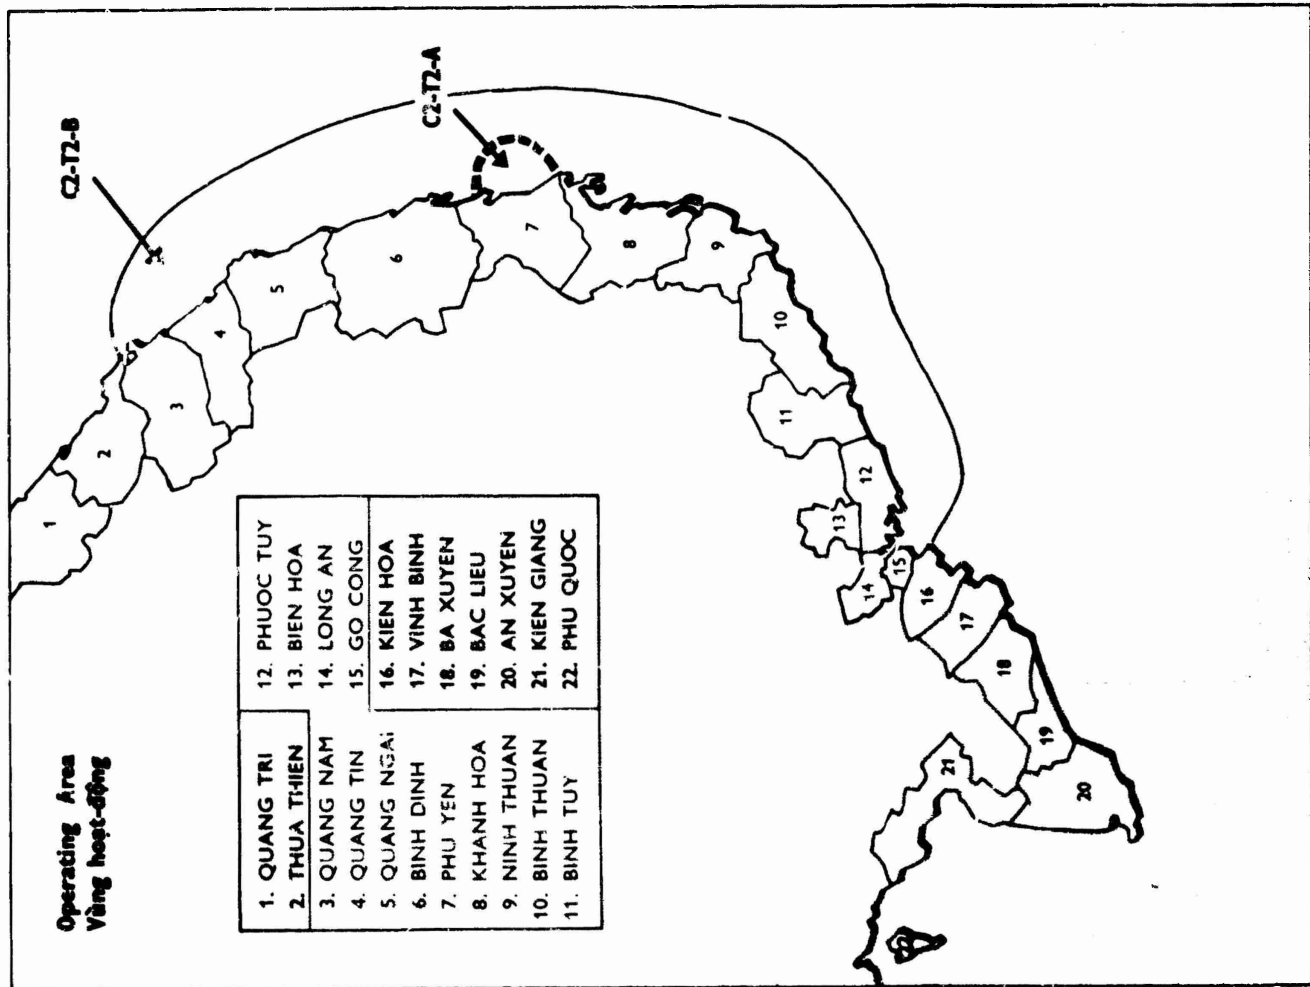 Operating Area
Vùng hoạt-động
C2-T2-B
C2-T2-A
1. QUANG TRI
2. THUA THIEN
3. QUANG NAM
4. QUANG TIN
5. QUANG NGAI
6. BINH DINH
7. PHU YEN
8. KHANH HOA
9. NINH THUAN
10. BINH THUAN
11. BINH TUY
12. PHUOC TUY
13. BIEN HOA
14. LONG AN
15. GO CONG
16. KIEN HOA
17. VINH BINH
18. BA XUYEN
19. BAC LIEU
20. AN XUYEN
21. KIEN GIANG
22. PHU QUOC
1
2
3
4
5
6
7
8
9
10
11
12
13
14
15
16
17
18
19
20
21
22